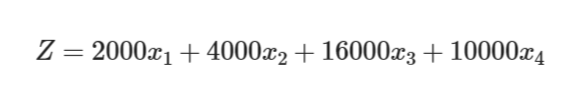 Z = 2000x₁ + 4000x₂ + 16000x₃ + 10000x₄